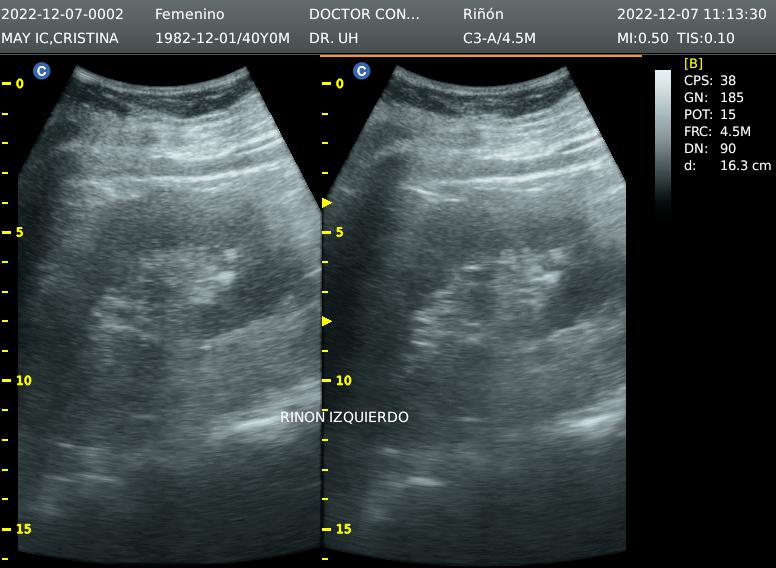 2022-12-07-0002 Femenino DOCTOR CON... Riñón 2022-12-07 11:13:30
MAY IC,CRISTINA 1982-12-01/40Y0M DR. UH C3-A/4.5M MI:0.50 TIS:0.10
C C
[B]
CPS: 38
GN: 185
POT: 15
FRC: 4.5M
DN: 90
d: 16.3 cm
0 0
5 5
10 10
RINON IZQUIERDO
15 15